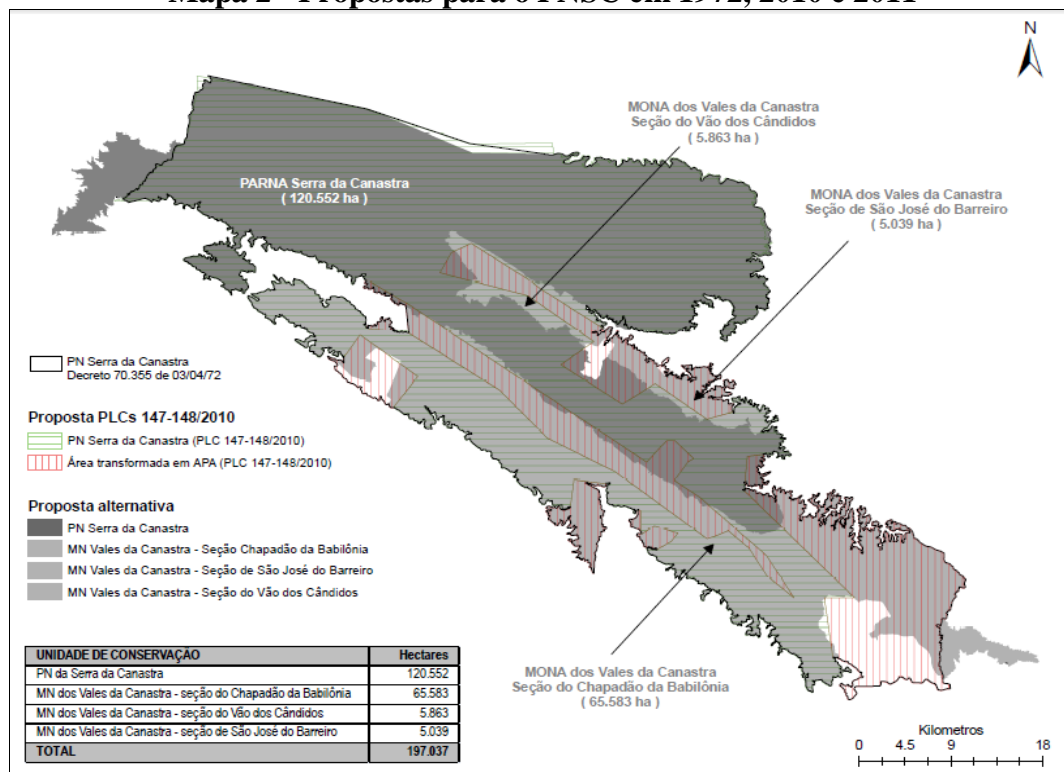 Mapa 2 - Propostas para o PNSC em 1972, 2010 e 2011
N
MONA dos Vales da Canastra
Seção do Vão dos Cândidos
( 5.863 ha )
PARNA Serra da Canastra
( 120.552 ha )
MONA dos Vales da Canastra
Seção de São José do Barreiro
( 5.039 ha )
PN Serra da Canastra
Decreto 70.355 de 03/04/72
Proposta PLCs 147-148/2010
PN Serra da Canastra (PLC 147-148/2010)
Área transformada em APA (PLC 147-148/2010)
Proposta alternativa
PN Serra da Canastra
MN Vales da Canastra - Seção Chapadão da Babilônia
MN Vales da Canastra - Seção de São José do Barreiro
MN Vales da Canastra - Seção do Vão dos Cândidos
UNIDADE DE CONSERVAÇÃO Hectares
PN da Serra da Canastra 120.552
MN dos Vales da Canastra - seção do Chapadão da Babilônia 65.583
MN dos Vales da Canastra - seção do Vão dos Cândidos 5.863
MN dos Vales da Canastra - seção de São José do Barreiro 5.039
TOTAL 197.037
MONA dos Vales da Canastra
Seção do Chapadão da Babilônia
( 65.583 ha )
Kilometros
0 4.5 9 18